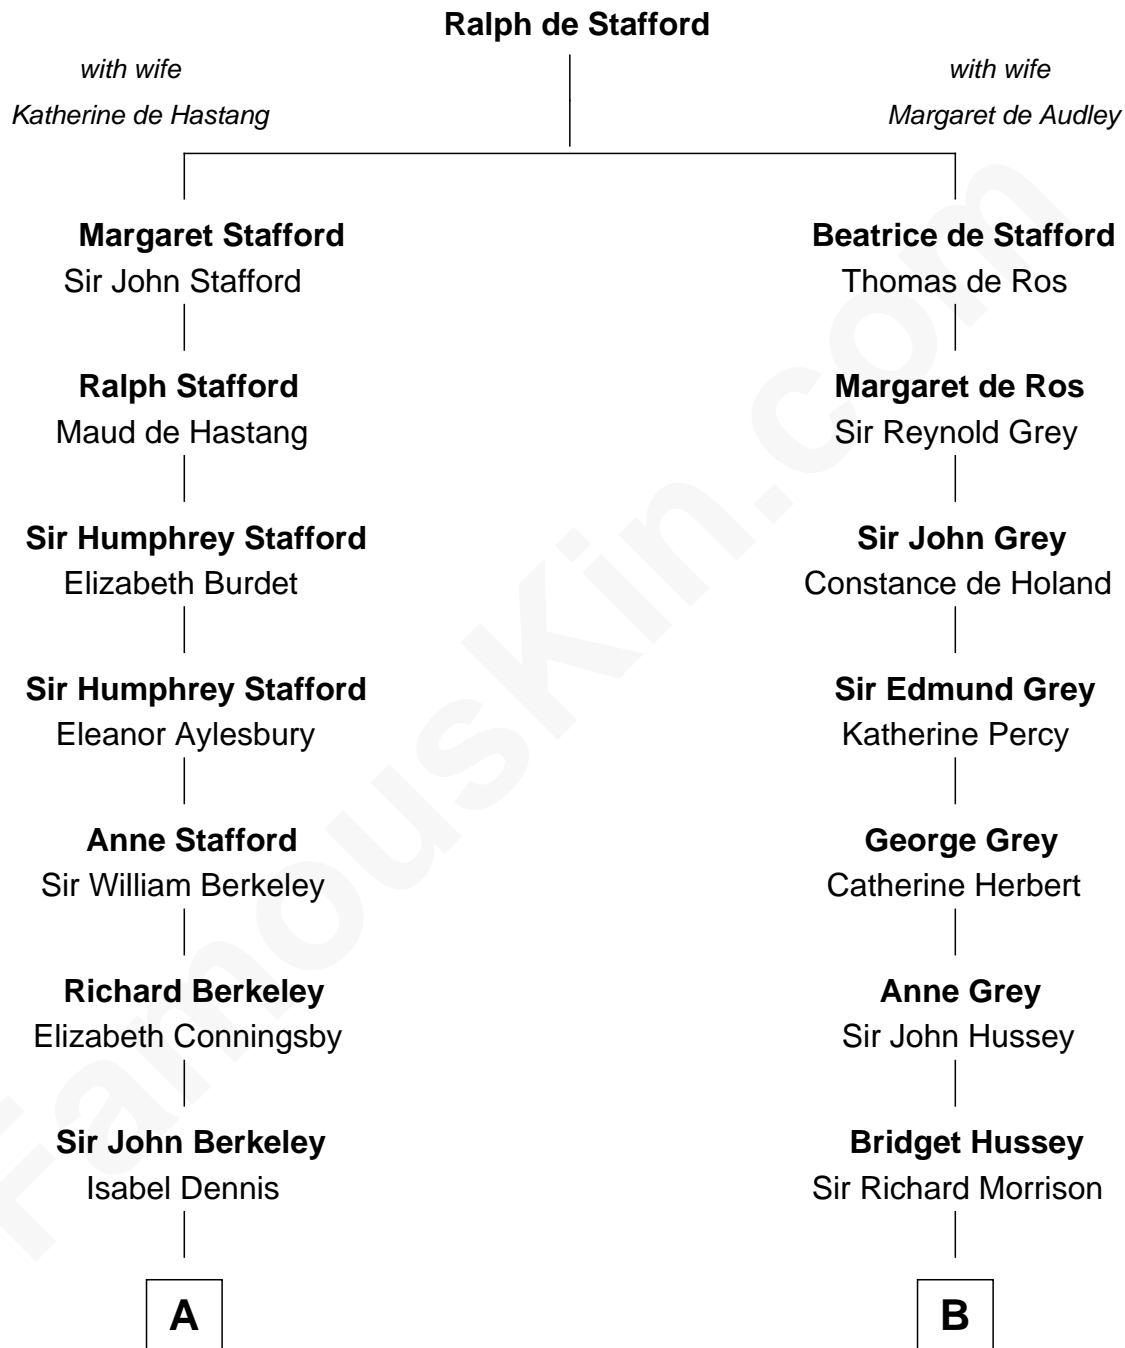 Ralph de Stafford
with wife
Katherine de Hastang
with wife
Margaret de Audley
Margaret Stafford
Sir John Stafford
Beatrice de Stafford
Thomas de Ros
Ralph Stafford
Maud de Hastang
Margaret de Ros
Sir Reynold Grey
Sir Humphrey Stafford
Elizabeth Burdet
Sir John Grey
Constance de Holand
Sir Humphrey Stafford
Eleanor Aylesbury
Sir Edmund Grey
Katherine Percy
Anne Stafford
Sir William Berkeley
George Grey
Catherine Herbert
Richard Berkeley
Elizabeth Conningsby
Anne Grey
Sir John Hussey
Sir John Berkeley
Isabel Dennis
Bridget Hussey
Sir Richard Morrison
A
B
FamousKin.com